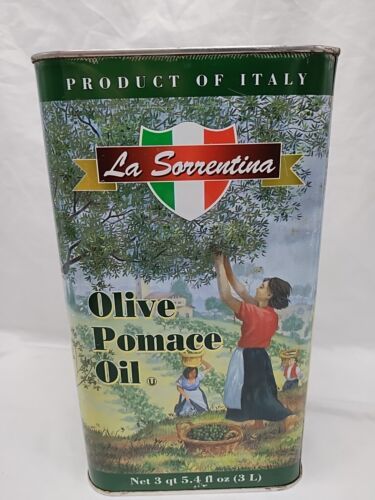 PRODUCT OF ITALY
La Sorrentina
Olive
Pomace
Oil
Net 3 qt 5.4 fl oz (3 L)